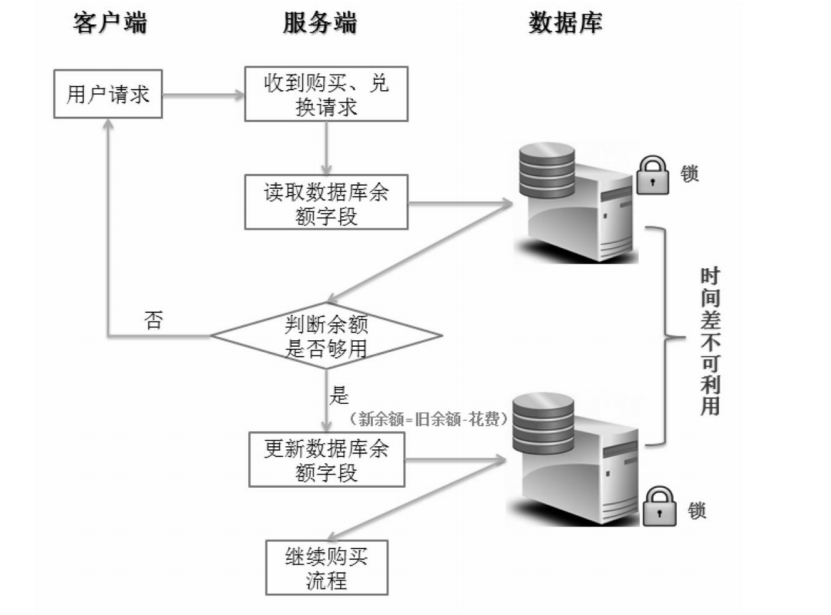 客户端
服务端
数据库
用户请求
收到购买、兑
换请求
锁
读取数据库余
额字段
时间差不可利用
否
判断余额
是否够用
是
（新余额=旧余额-花费）
更新数据库余
额字段
锁
继续购买
流程